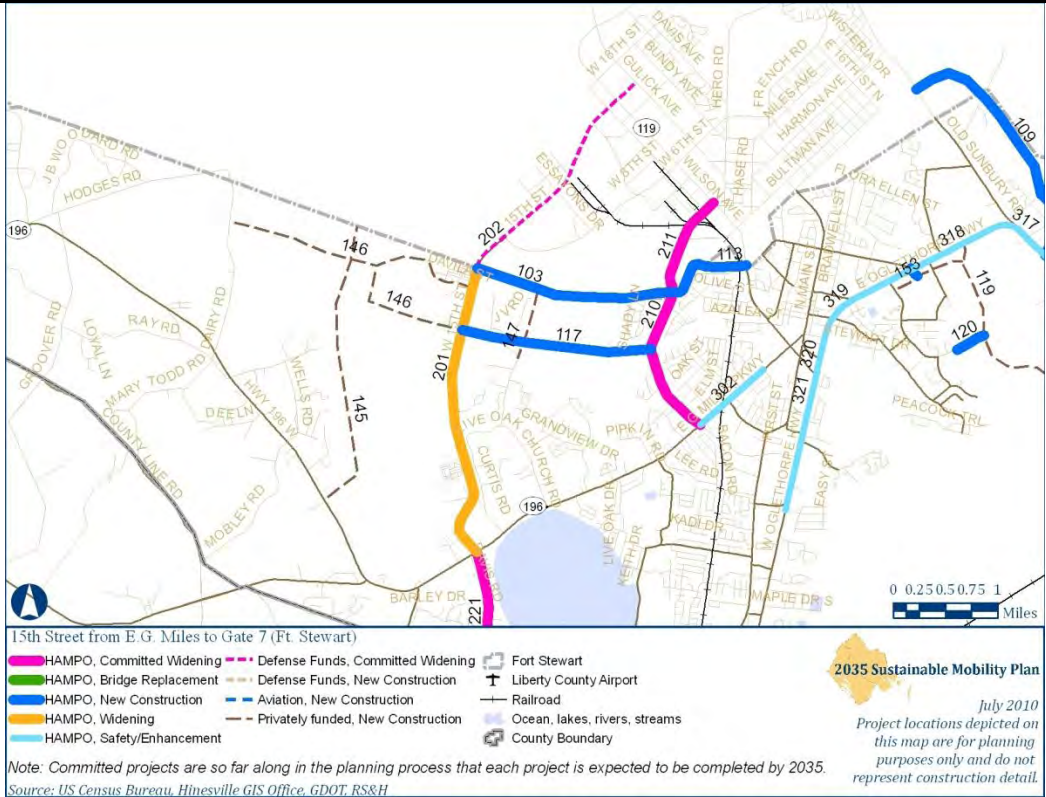 DAVIS AVE
W 18TH ST
BUNDY AVE
GULICK AVE
HERO RD
FRENCH RD
WISTERIA DR
E 16TH ST N
MILES AVE
HARMON AVE
BULTMAN AVE
119
W 6TH ST
W 8TH ST
WILSON AVE
HASE RD
OLD SUNBURY RD
109
JB WOODARD RD
HODGES RD
196
15TH ST
202
211
317
318
146
103
113
153
119
146
147
JV RD
SHADY LN
210
OLIVE
AZALEA
N MAIN ST
BRADWELL ST
319
STEWART DR
120
117
201
W 15TH ST
GROOVER RD
LOYAL LN
RAY RD
DAIRY RD
MARY TODD RD
DEEL N
HWY 196 W
WELLS RD
145
OAK ST
ELM ST
302
320
321
PEACOCK TRL
COUNTY LINE RD
MOBLEY RD
IVE OAK CHURCH RD
GRANDVIEW DR
CURTIS RD
PIPKIN RD
LEE RD
BACON RD
W OGLETHORPE HWY
EASY ST
196
LIVE OAK DR
KEITH DR
KADI DR
BARLEY DR
221
MAPLE DR S
0 0.25 0.5 0.75 1
Miles
15th Street from E.G. Miles to Gate 7 (Ft. Stewart)
HAMPO, Committed Widening
HAMPO, Bridge Replacement
HAMPO, New Construction
HAMPO, Widening
HAMPO, Safety/Enhancement
Defense Funds, Committed Widening
Defense Funds, New Construction
Aviation, New Construction
Privately funded, New Construction
Fort Stewart
Liberty County Airport
Railroad
Ocean, lakes, rivers, streams
County Boundary
2035 Sustainable Mobility Plan
July 2010
Project locations depicted on
this map are for planning
purposes only and do not
represent construction detail.
Note: Committed projects are so far along in the planning process that each project is expected to be completed by 2035.
Source: US Census Bureau, Hinesville GIS Office, GDOT, RS&H